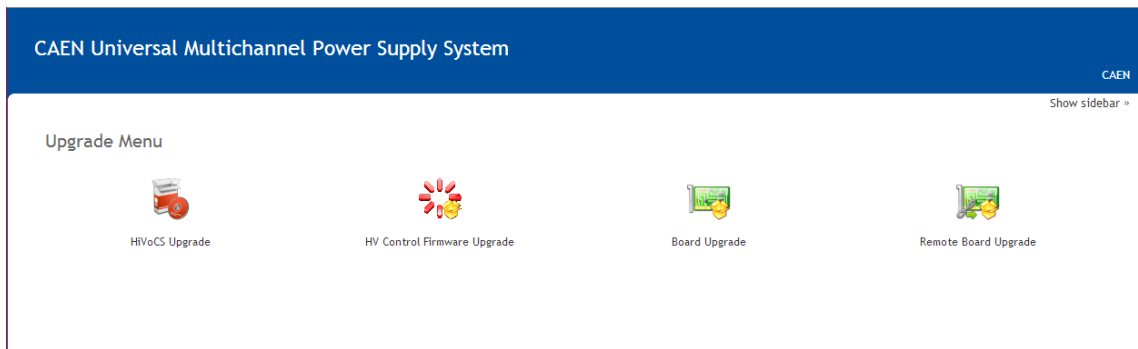 CAEN Universal Multichannel Power Supply System
CAEN
Show sidebar »
Upgrade Menu
HiVoCS Upgrade
HV Control Firmware Upgrade
Board Upgrade
Remote Board Upgrade